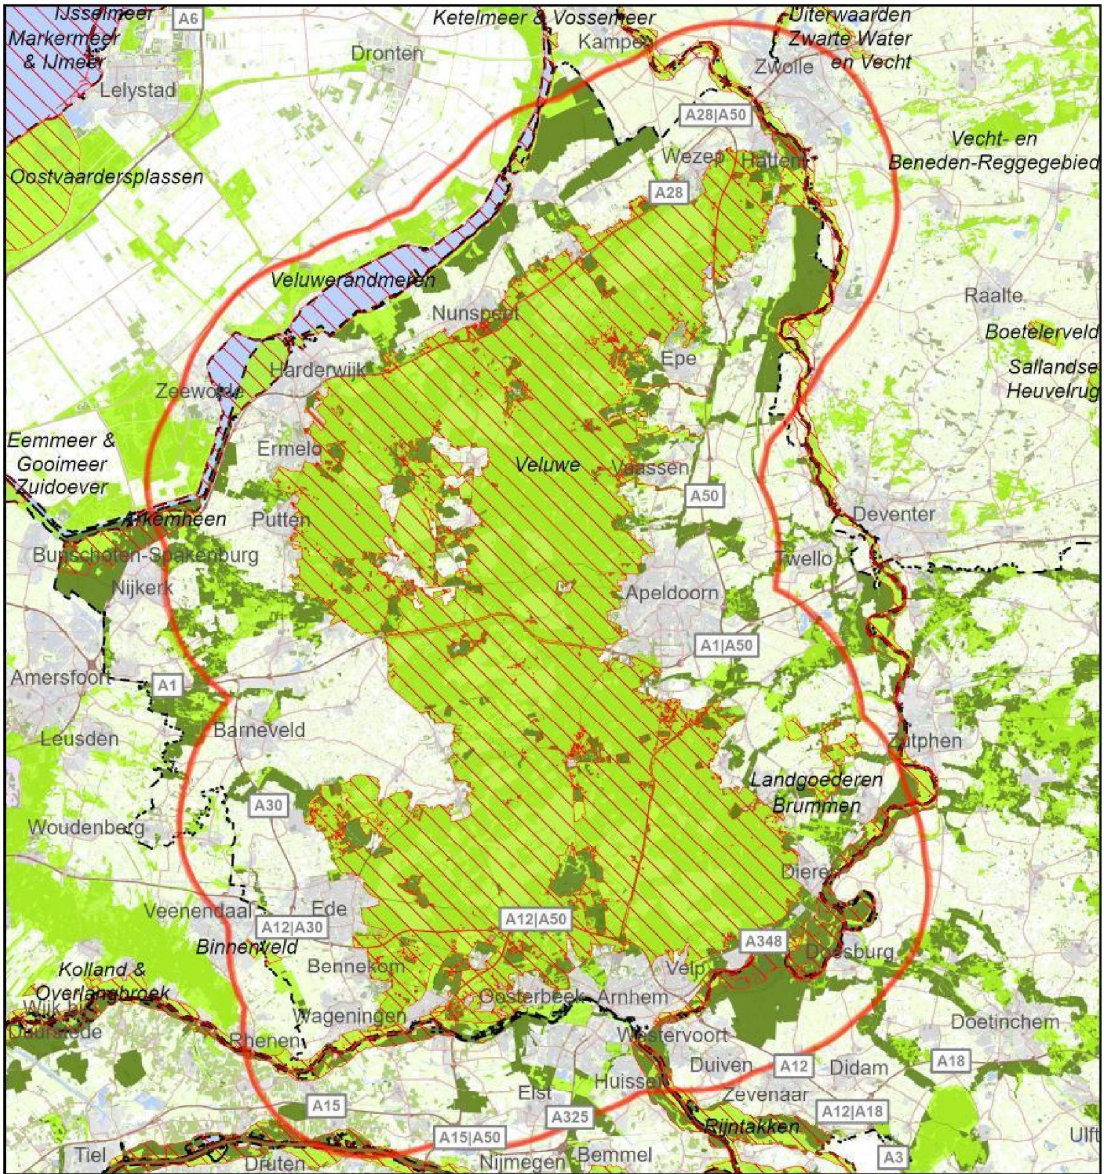 IJsselmeer
A6
Ketelmeer & Vossemeer
Uiterwaarden
Markermeer
Kampen
Zwarte Water
& IJmeer
Dronten
Zwolle
en Vecht
Lelystad
A28|A50
Vecht- en
Wezep
Hattem
Beneden-Reggegebied
Oostvaardersplassen
A28
Veluwerandmeren
Raalte
Nunspeet
Boetelerveld
Epe
Harderwijk
Sallandse
Zeewolde
Heuvelrug
Eemmeer &
Ermelo
Gooimeer
Veluwe
Vaassen
Zuidoever
A50
Arkemheen
Putten
Deventer
Bunschoten-Spakenburg
Twello
Nijkerk
Apeldoorn
A1|A50
Amersfoort
A1
Barneveld
Leusden
Zutphen
Landgoederen
A30
Brummen
Woudenberg
Dieren
Veenendaal
Ede
A12|A30
A12|A50
Binnenveld
A348
Doesburg
Kolland &
Bennekom
Velp
Overlangbroek
Oosterbeek
Arnhem
Wijk bij
Wageningen
Duurstede
Doetinchem
Rhenen
Westervoort
Duiven
A12
Didam
A18
Huissen
Elst
Zevenaar
A15
A325
A12|A18
Rijntakken
A15|A50
Ulft
Tiel
Druten
Nijmegen
Bemmel
A3